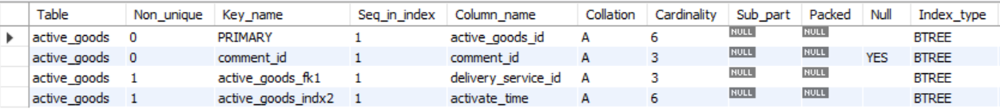 Table Non_unique Key_name Seq_in_index Column_name Collation Cardinality Sub_part Packed Null Index_type
active_goods 0 PRIMARY 1 active_goods_id A 6 NULL NULL BTREE
active_goods 0 comment_id 1 comment_id A 3 NULL NULL YES BTREE
active_goods 1 active_goods_fk1 1 delivery_service_id A 3 NULL NULL BTREE
active_goods 1 active_goods_indx2 1 activate_time A 6 NULL NULL BTREE